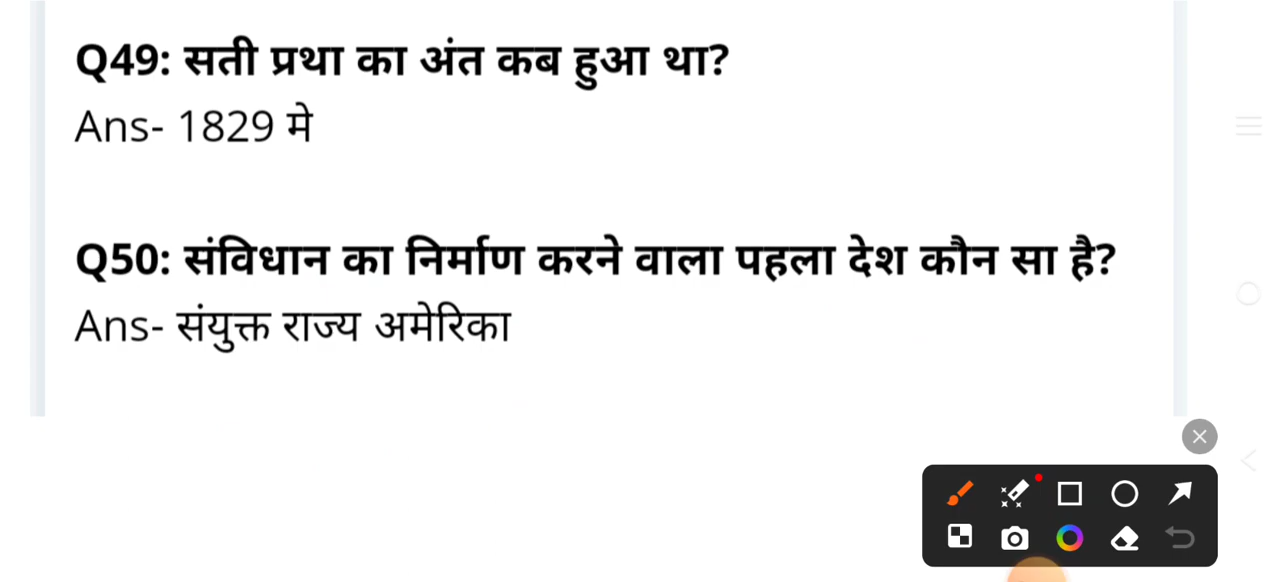 Q49: सती प्रथा का अंत कब हुआ था?
Ans- 1829 मे
Q50: संविधान का निर्माण करने वाला पहला देश कौन सा है?
Ans- संयुक्त राज्य अमेरिका